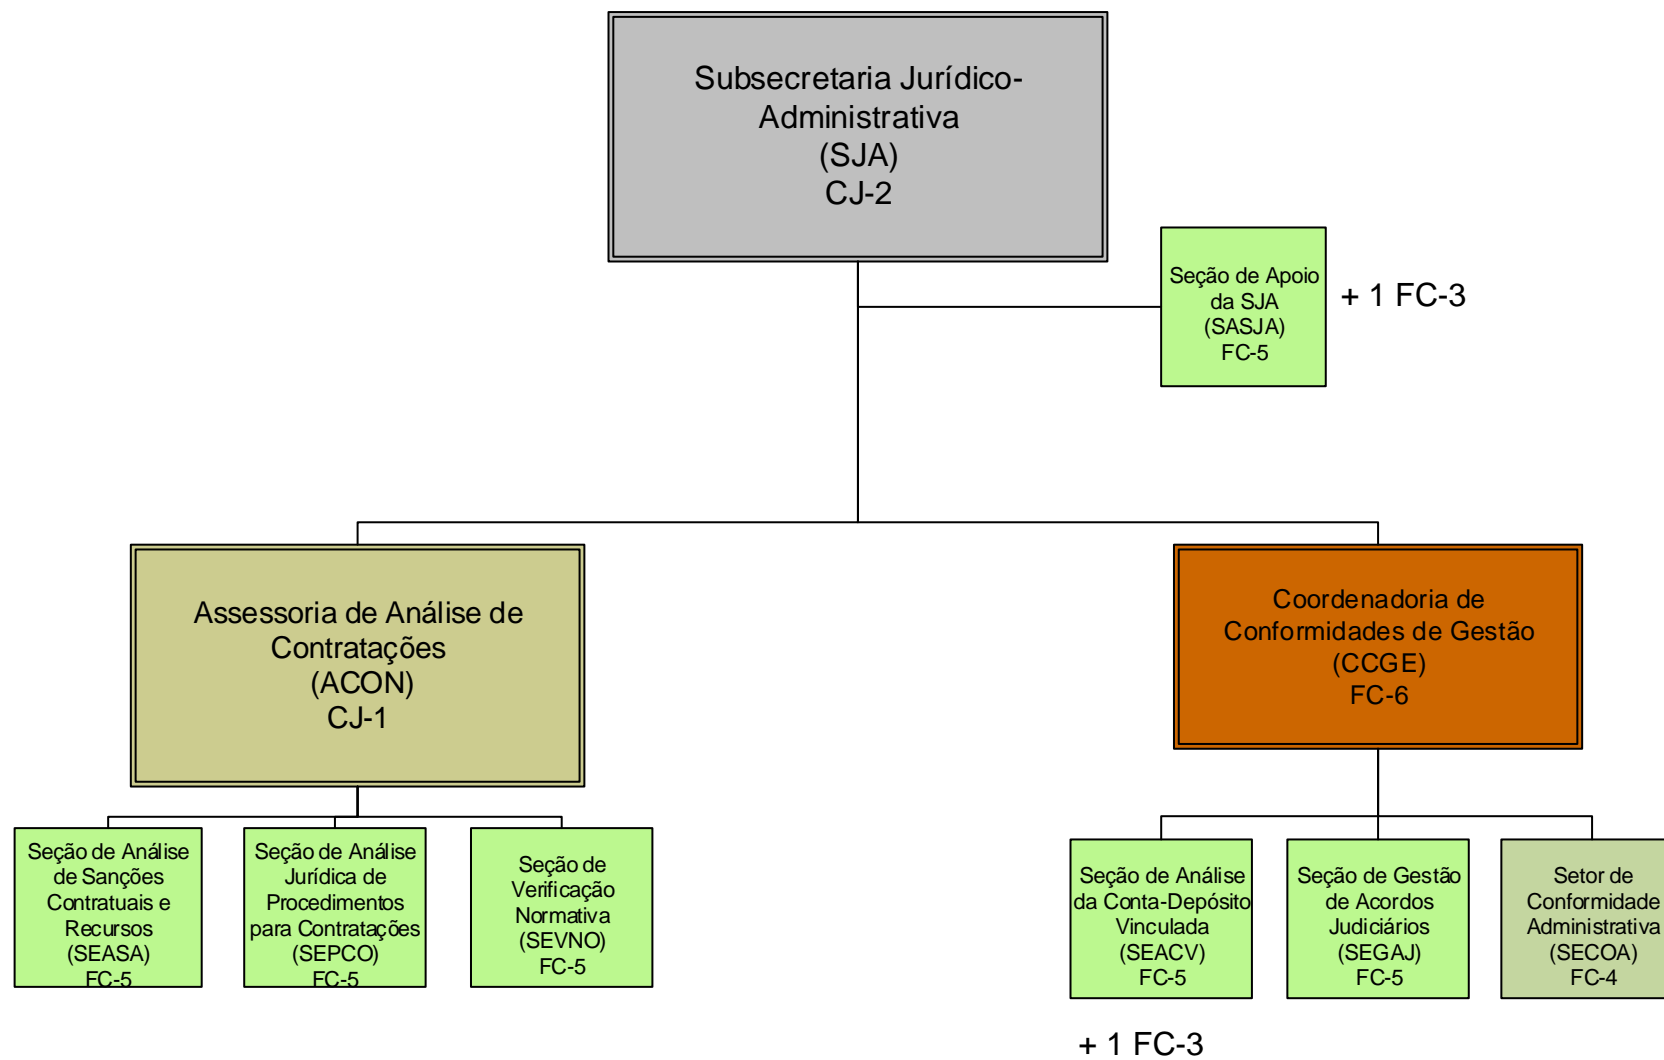 Subsecretaria Jurídico-
Administrativa
(SJA)
CJ-2
Seção de Apoio
da SJA
(SASJA)
FC-5
+ 1 FC-3
Assessoria de Análise de
Contratações
(ACON)
CJ-1
Coordenadoria de
Conformidades de Gestão
(CCGE)
FC-6
Seção de Análise
de Sanções
Contratuais e
Recursos
(SEASA)
FC-5
Seção de Análise
Jurídica de
Procedimentos
para Contratações
(SEPCO)
FC-5
Seção de
Verificação
Normativa
(SEVNO)
FC-5
Seção de Análise
da Conta-Depósito
Vinculada
(SEACV)
FC-5
Seção de Gestão
de Acordos
Judiciários
(SEGAJ)
FC-5
Setor de
Conformidade
Administrativa
(SECOA)
FC-4
+ 1 FC-3